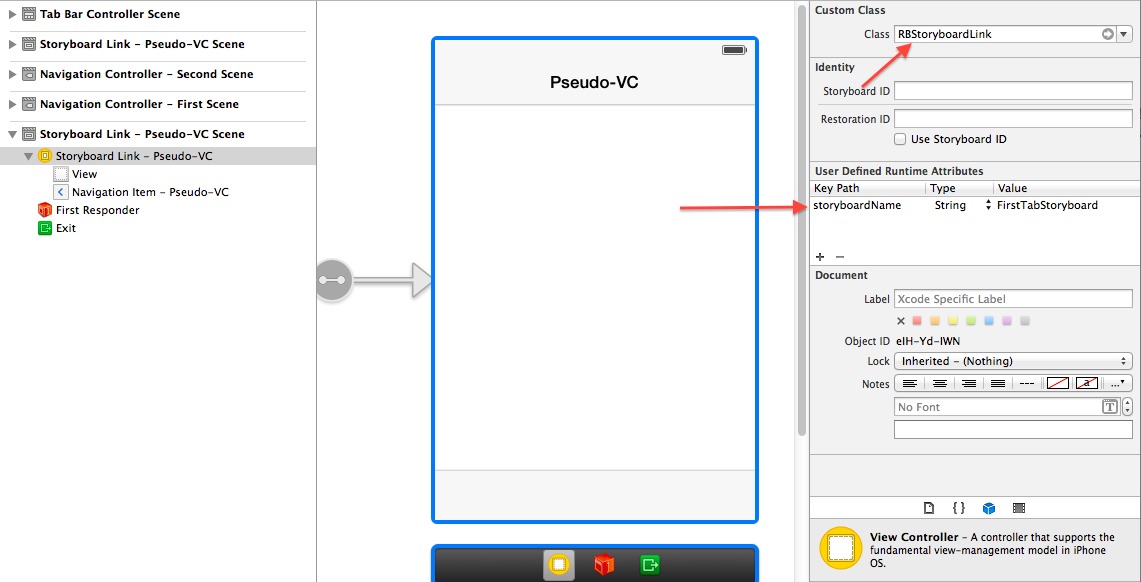 Tab Bar Controller Scene
Storyboard Link – Pseudo-VC Scene
Navigation Controller – Second Scene
Navigation Controller – First Scene
Storyboard Link – Pseudo-VC Scene
Storyboard Link – Pseudo-VC
View
Navigation Item – Pseudo-VC
First Responder
Exit
Pseudo-VC
Custom Class
Class RBStoryboardLink
Identity
Storyboard ID
Restoration ID
Use Storyboard ID
User Defined Runtime Attributes
Key Path Type Value
storyboardName String FirstTabStoryboard
Document
Label Xcode Specific Label
Object ID eIH-Yd-IWN
Lock Inherited – (Nothing)
Notes
No Font
View Controller – A controller that supports the
fundamental view-management model in iPhone
OS.